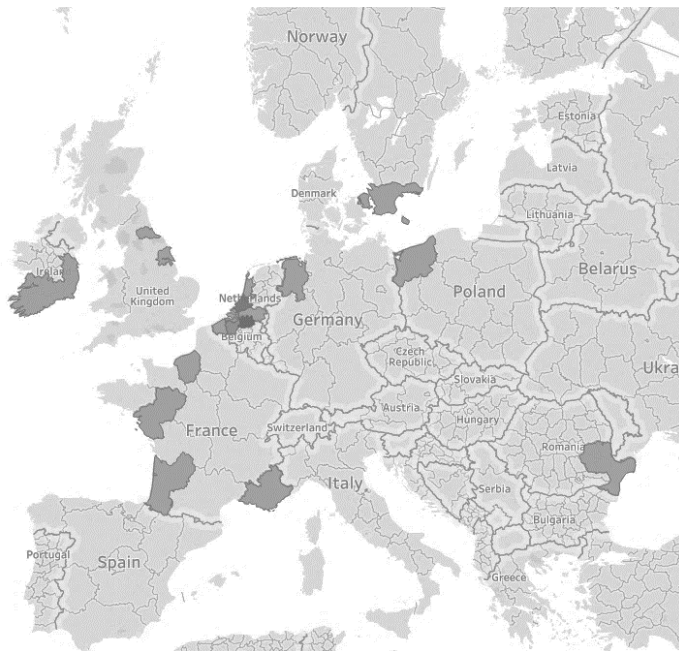 Norway
Estonia
Latvia
Denmark
Lithuania
Irelan
United
Kingdom
Netherlands
Belarus
Poland
Germany
Belgium
Czech
Republic
Ukra
Slovakia
Austria
France
Switzerland
Hungary
Romania
Italy
Serbia
Bulgaria
Portugal
Spain
Greece